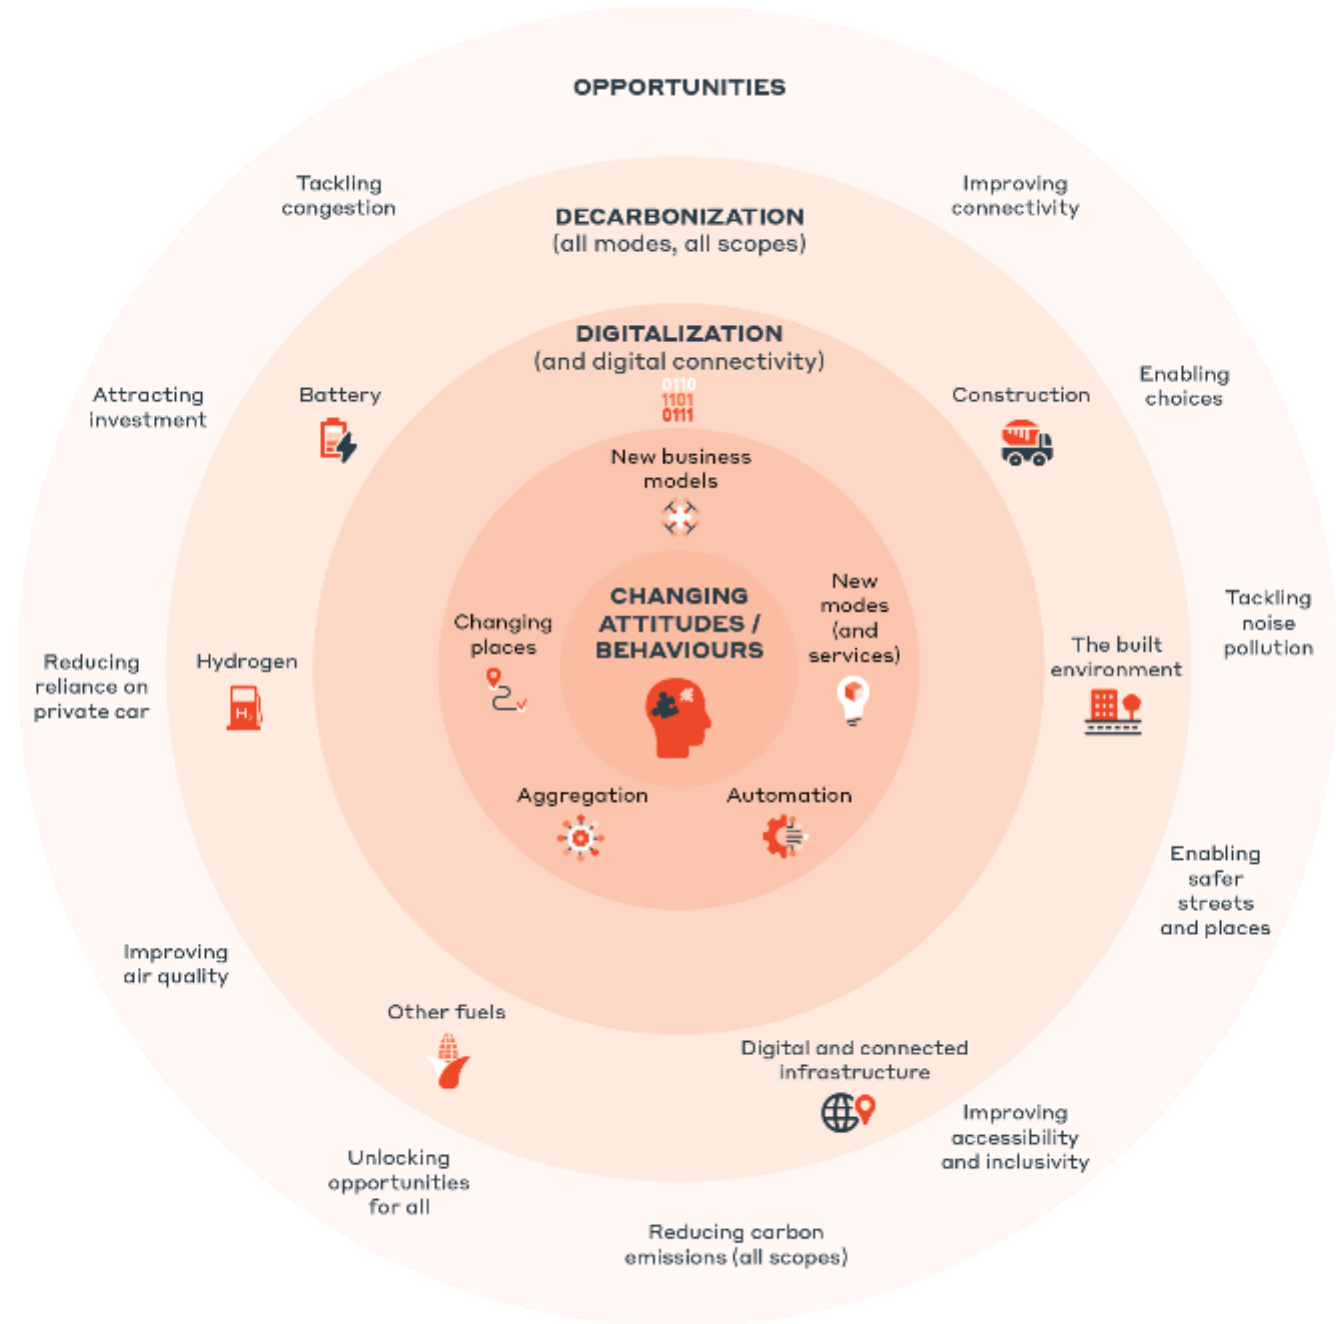 OPPORTUNITIES
Tackling
congestion
Improving
connectivity
DECARBONIZATION
(all modes, all scopes)
DIGITALIZATION
(and digital connectivity)
0110
1101
0111
Attracting
investment
Battery
Construction
Enabling
choices
New business
models
CHANGING
ATTITUDES /
BEHAVIOURS
Changing
places
New
modes
(and
services)
Tackling
noise
pollution
Reducing
reliance on
private car
Hydrogen
H2
The built
environment
Aggregation
Automation
Enabling
safer
streets
and places
Improving
air quality
Other fuels
Digital and connected
infrastructure
Improving
accessibility
and inclusivity
Unlocking
opportunities
for all
Reducing carbon
emissions (all scopes)